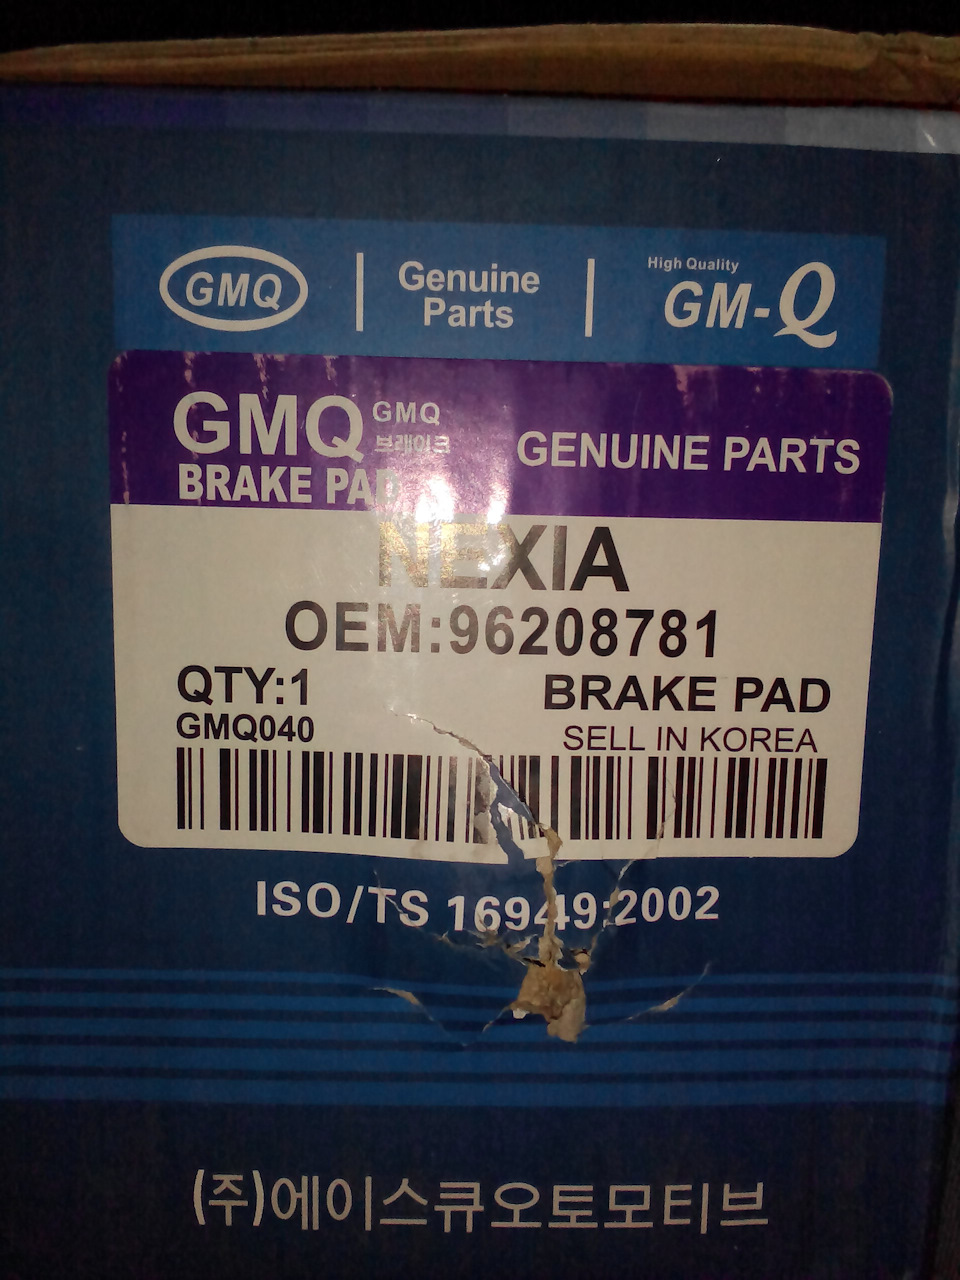 GMQ
Genuine
Parts
High Quality
GM-Q
GMQ GMQ
브레이크
BRAKE PAD
GENUINE PARTS
NEXIA
OEM:96208781
QTY:1
BRAKE PAD
GMQ040
SELL IN KOREA
ISO/TS 16949:2002
(주)에이스큐오토모티브